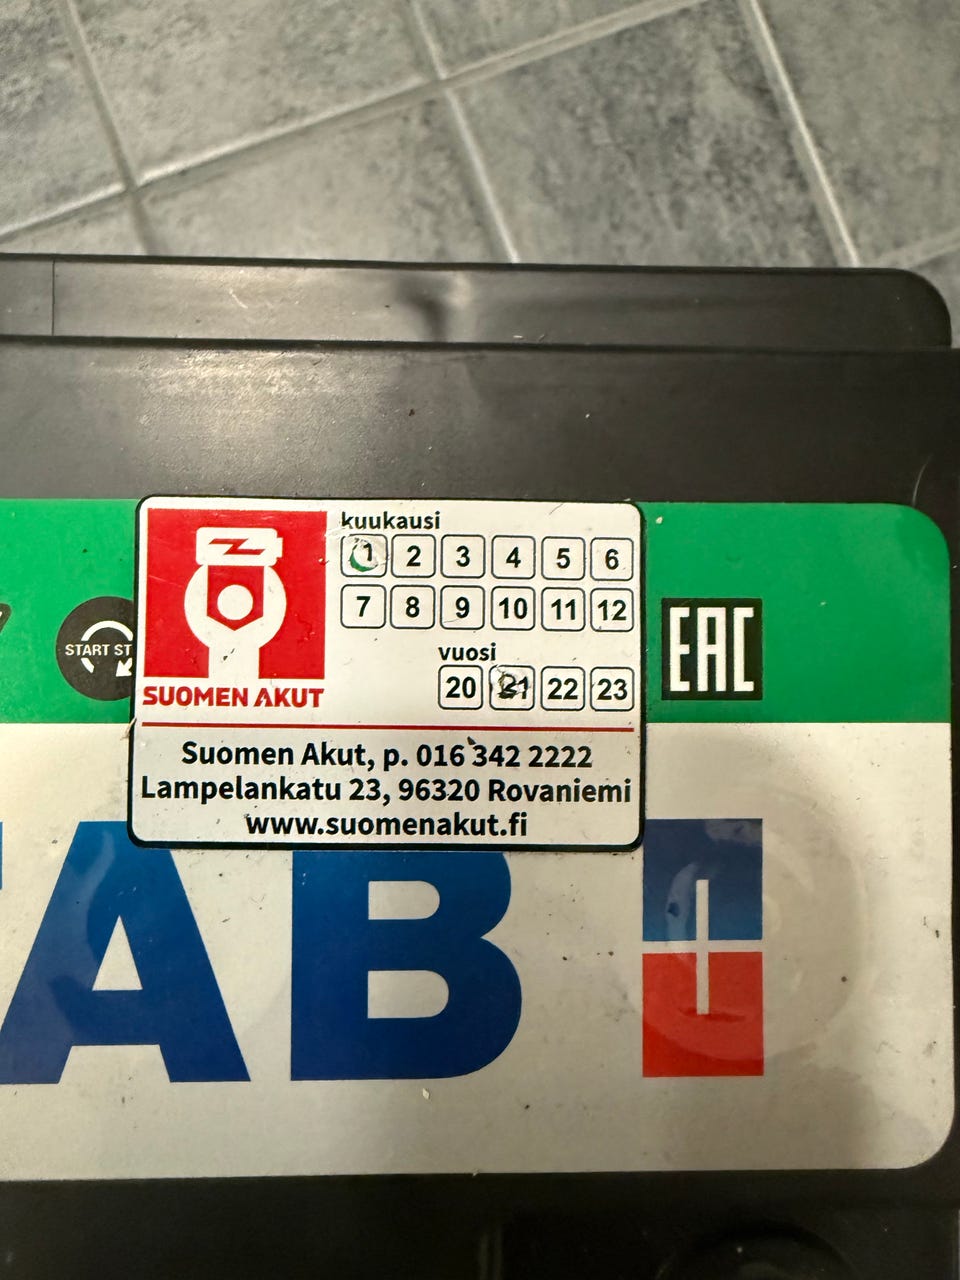 kuukausi
1 2 3 4 5 6
7 8 9 10 11 12
vuosi
20 21 22 23
SUOMEN AKUT
Suomen Akut, p. 016 342 2222
Lampelankatu 23, 96320 Rovaniemi
www.suomenakut.fi
START ST
EAC
AB